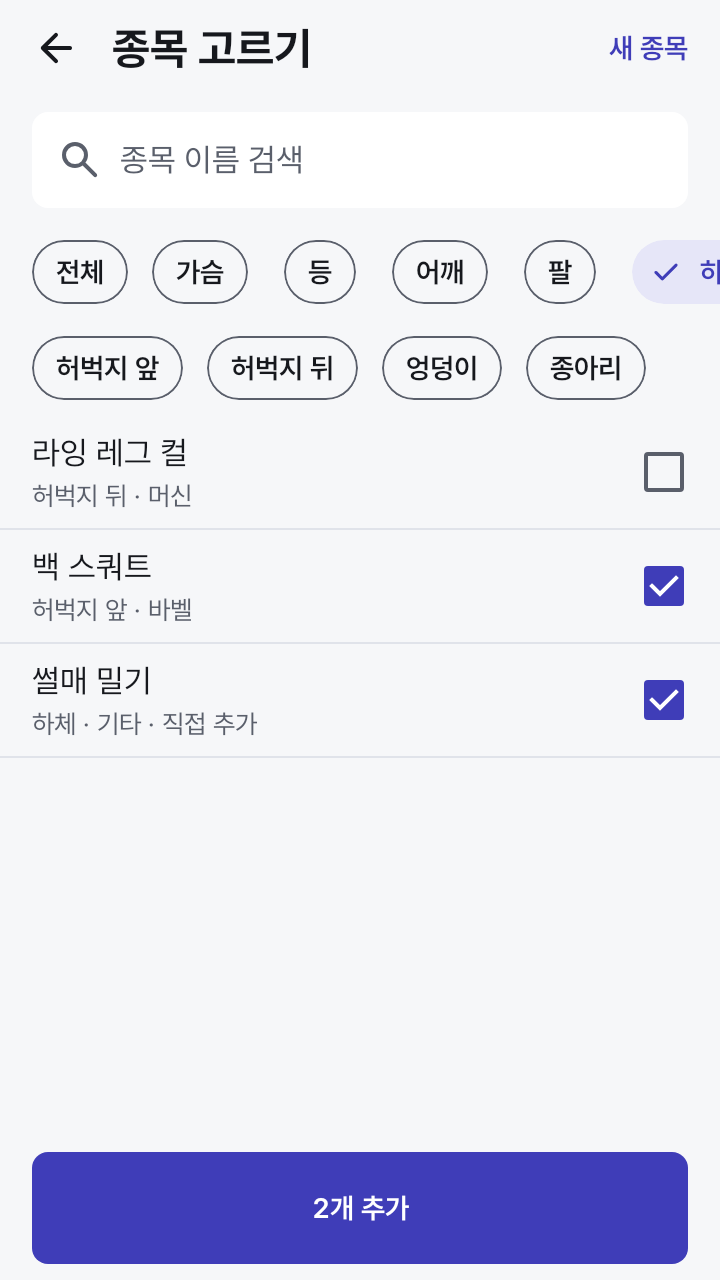 종목 고르기
새 종목
종목 이름 검색
전체 가슴 등 어깨 팔 하
허벅지 앞 허벅지 뒤 엉덩이 종아리
라잉 레그 컬
허벅지 뒤 · 머신
백 스쿼트
허벅지 앞 · 바벨
썰매 밀기
하체 · 기타 · 직접 추가
2개 추가